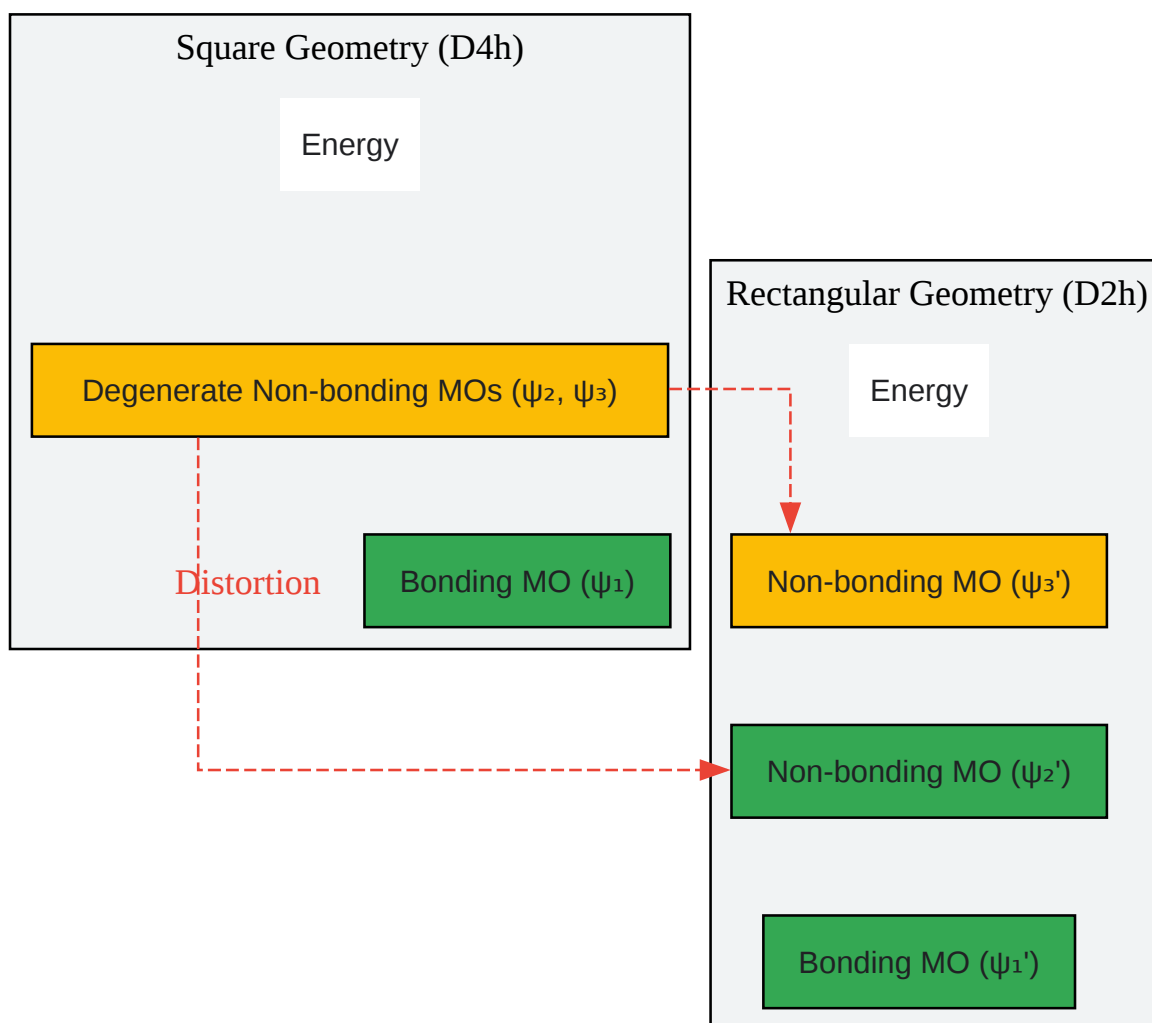 Square Geometry (D4h)
Energy
Degenerate Non-bonding MOs (ψ₂, ψ₃)
Distortion
Bonding MO (ψ₁)
Rectangular Geometry (D2h)
Energy
Non-bonding MO (ψ₃')
Non-bonding MO (ψ₂')
Bonding MO (ψ₁')